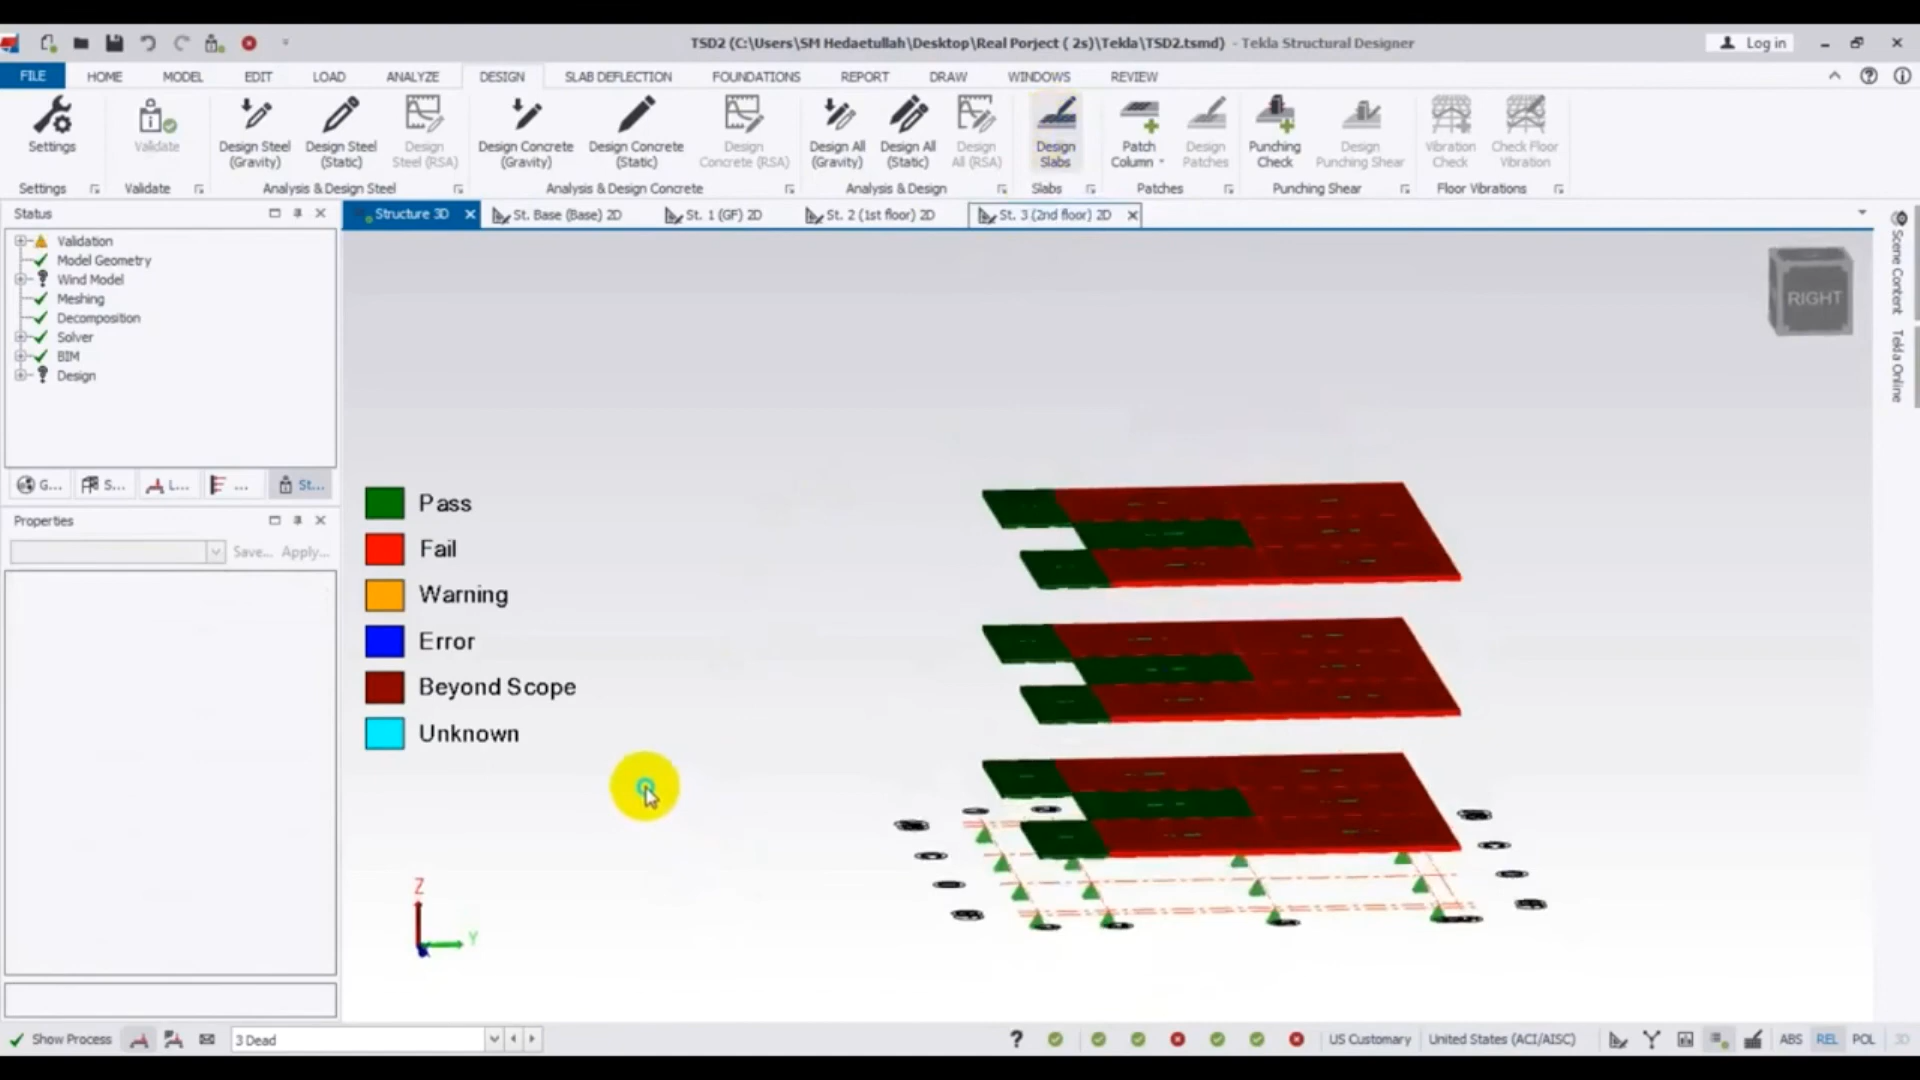 TSD2 (C:\Users\SM Hedaetullah\Desktop\Real Porject ( 2s)\Tekla\TSD2.tsmd) - Tekla Structural Designer
Log in
FILE HOME MODEL EDIT LOAD ANALYZE DESIGN SLAB DEFLECTION FOUNDATIONS REPORT DRAW WINDOWS REVIEW
Settings
Validate
Design Steel (Gravity)
Design Steel (Static)
Design Steel (RSA)
Design Concrete (Gravity)
Design Concrete (Static)
Design Concrete (RSA)
Design All (Gravity)
Design All (Static)
Design All (RSA)
Design Slabs
Patch Column
Design Patches
Punching Check
Design Punching Shear
Vibration Check
Check Floor Vibration
Settings Validate Analysis & Design Steel Analysis & Design Concrete Analysis & Design Slabs Patches Punching Shear Floor Vibrations
Status
Structure 3D St. Base (Base) 2D St. 1 (GF) 2D St. 2 (1st floor) 2D St. 3 (2nd floor) 2D
Validation
Model Geometry
Wind Model
Meshing
Decomposition
Solver
BIM
Design
G... S... L... ... St...
Properties
Save... Apply...
Pass
Fail
Warning
Error
Beyond Scope
Unknown
RIGHT
Scene Content
Tekla Online
Z
Y
Show Process 3 Dead US Customary United States (ACI/AISC) ABS REL POL 3D